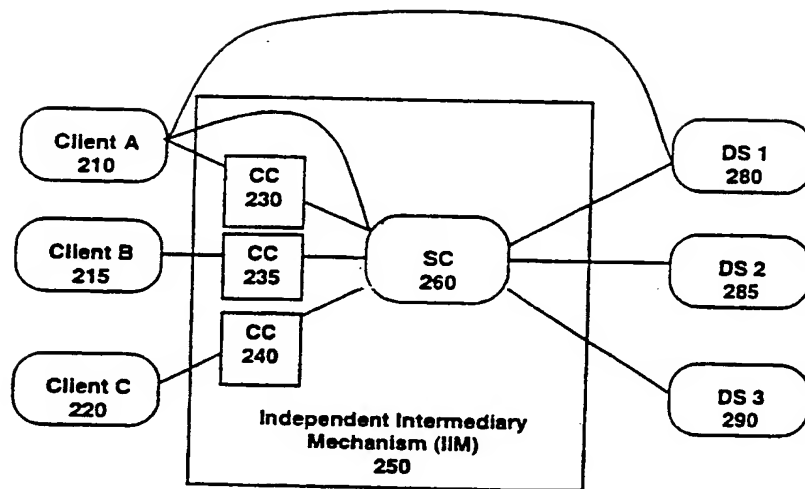 Client A
210
CC
230
DS 1
280
Client B
215
CC
235
SC
260
DS 2
285
CC
240
Client C
220
DS 3
290
Independent Intermediary
Mechanism (IIM)
250